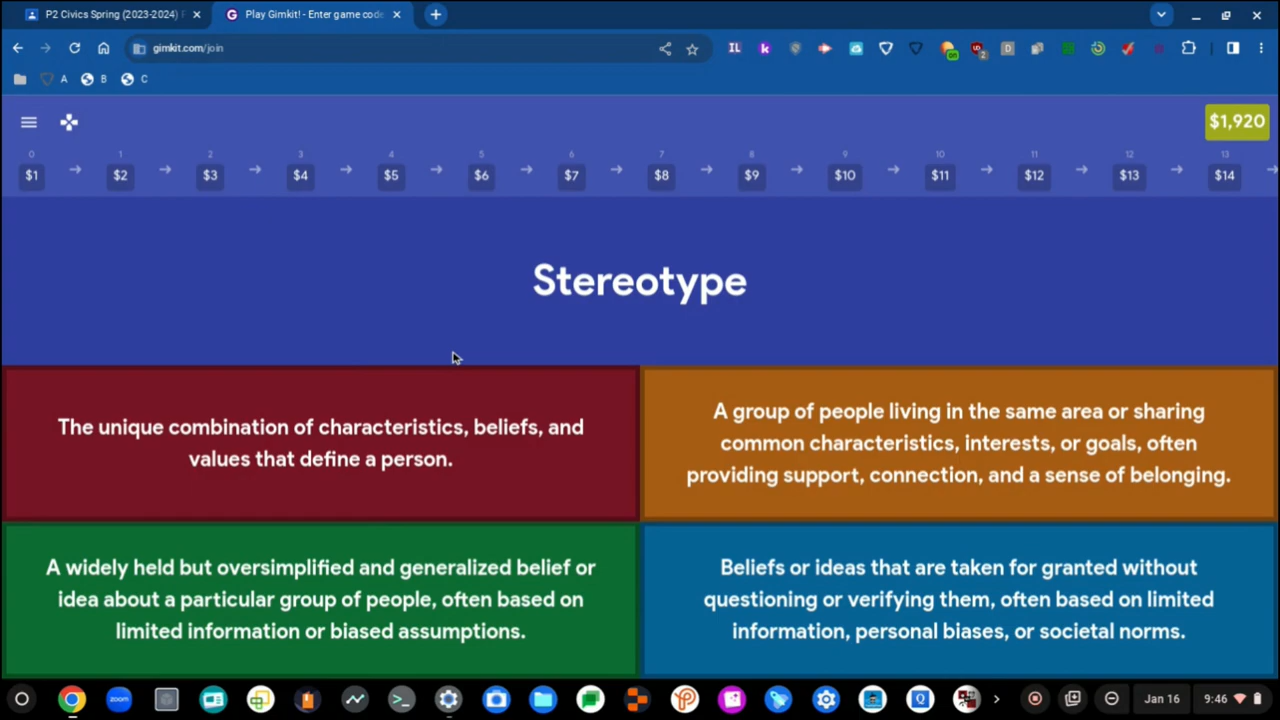 P2 Civics Spring (2023-2024)
Play Gimkit! - Enter game code
gimkit.com/join
A
B
C
$1,920
0 1 2 3 4 5 6 7 8 9 10 11 12 13
$1 $2 $3 $4 $5 $6 $7 $8 $9 $10 $11 $12 $13 $14
Stereotype
The unique combination of characteristics, beliefs, and
values that define a person.
A group of people living in the same area or sharing
common characteristics, interests, or goals, often
providing support, connection, and a sense of belonging.
A widely held but oversimplified and generalized belief or
idea about a particular group of people, often based on
limited information or biased assumptions.
Beliefs or ideas that are taken for granted without
questioning or verifying them, often based on limited
information, personal biases, or societal norms.
zoom
Jan 16
9:46